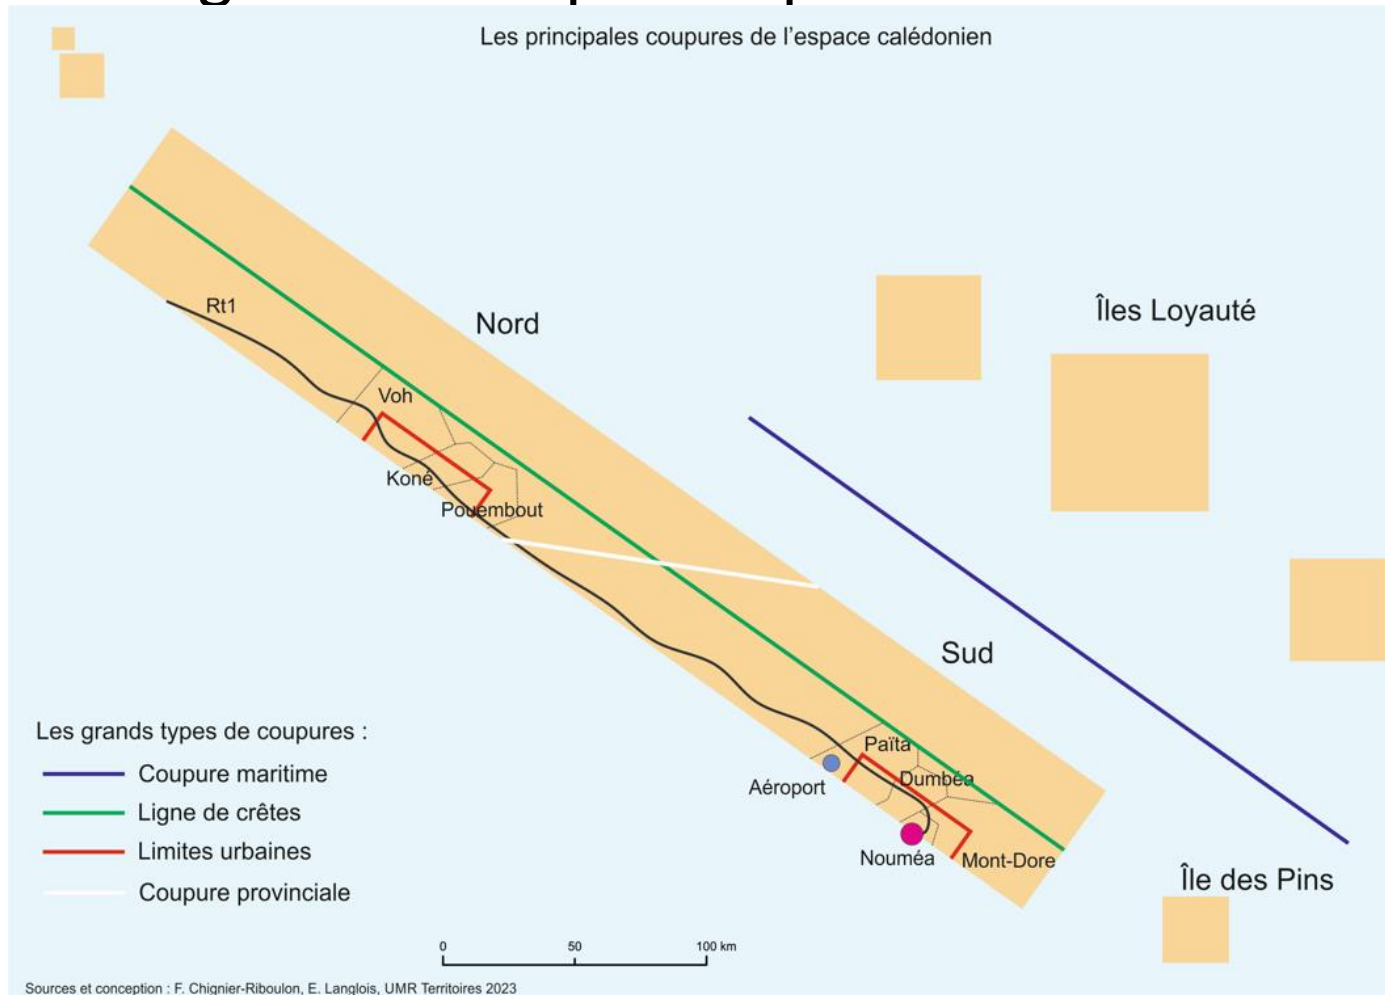 Les principales coupures de l’espace calédonien
Rt1
Nord
Îles Loyauté
Voh
Koné
Pouembout
Sud
Païta
Aéroport
Dumbéa
Nouméa
Mont-Dore
Île des Pins
Les grands types de coupures :
Coupure maritime
Ligne de crêtes
Limites urbaines
Coupure provinciale
0 50 100 km
Sources et conception : F. Chignier-Riboulon, E. Langlois, UMR Territoires 2023